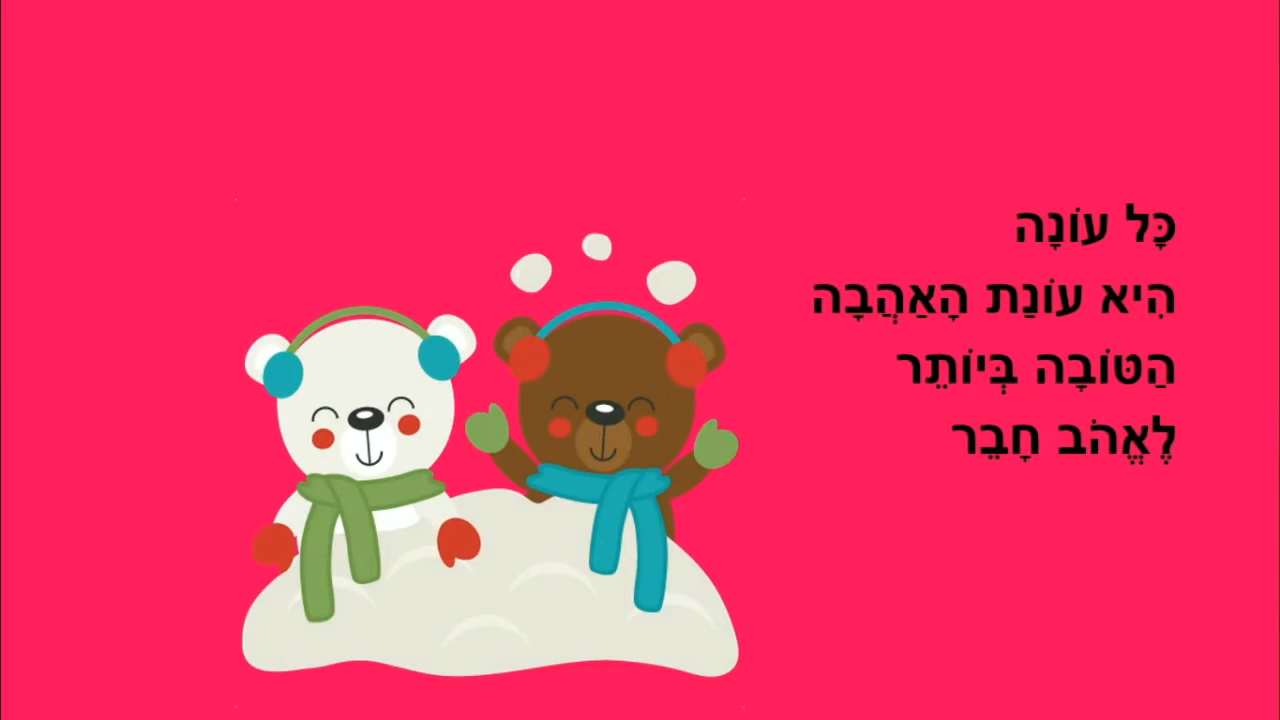 כָּל עוֹנָה
הִיא עוֹנַת הָאַהֲבָה
הַטּוֹבָה בְּיוֹתֵר
לֶאֱהֹב חָבֵר